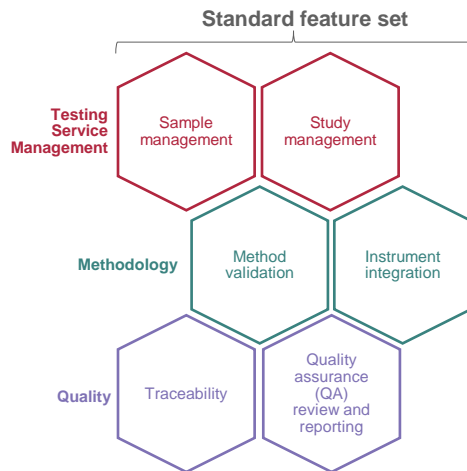 Standard feature set
Testing
Service
Management
Sample
management
Study
management
Methodology
Method
validation
Instrument
integration
Quality
Traceability
Quality
assurance
(QA)
review and
reporting